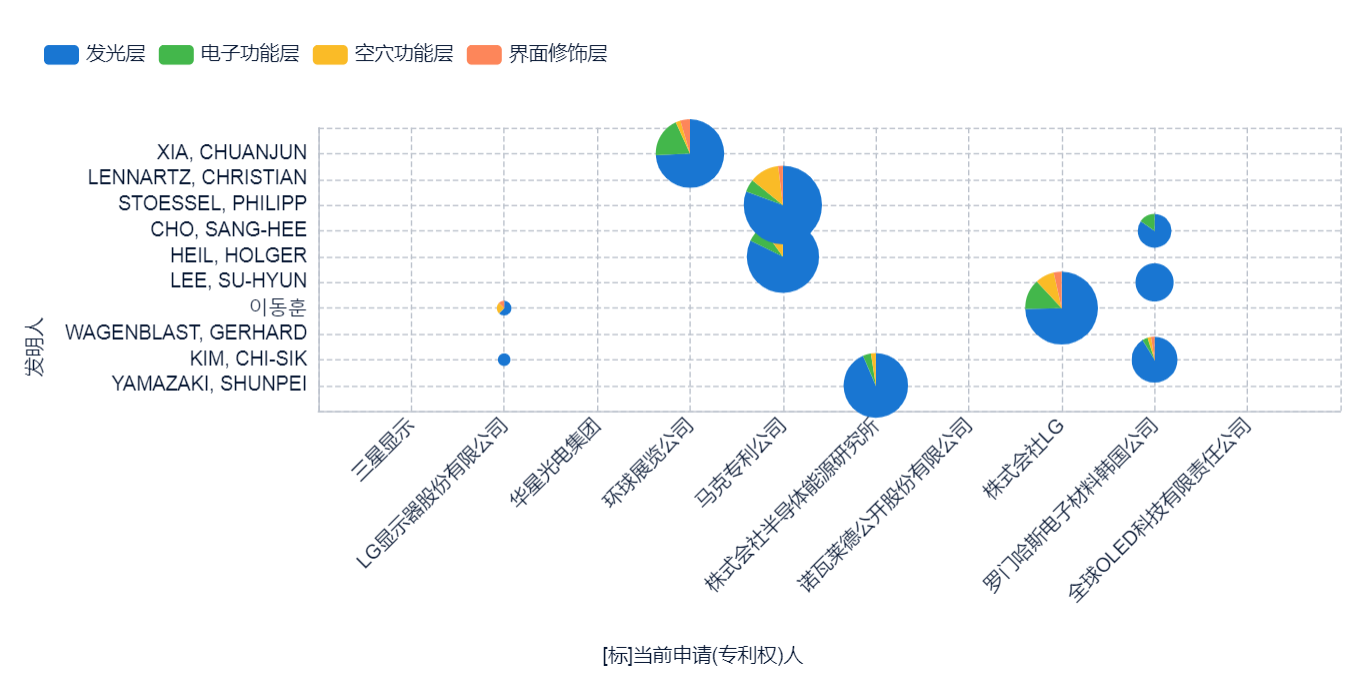 发光层 电子功能层 空穴功能层 界面修饰层
XIA, CHUANJUN
LENNARTZ, CHRISTIAN
STOESSEL, PHILIPP
CHO, SANG-HEE
HEIL, HOLGER
LEE, SU-HYUN
이동훈
WAGENBLAST, GERHARD
KIM, CHI-SIK
YAMAZAKI, SHUNPEI
发明人
三星显示
LG显示器股份有限公司
华星光电集团
环球展览公司
马克专利公司
株式会社半导体能源研究所
诺瓦莱德公开股份有限公司
株式会社LG
罗门哈斯电子材料韩国公司
全球OLED科技有限责任公司
[标]当前申请(专利权)人